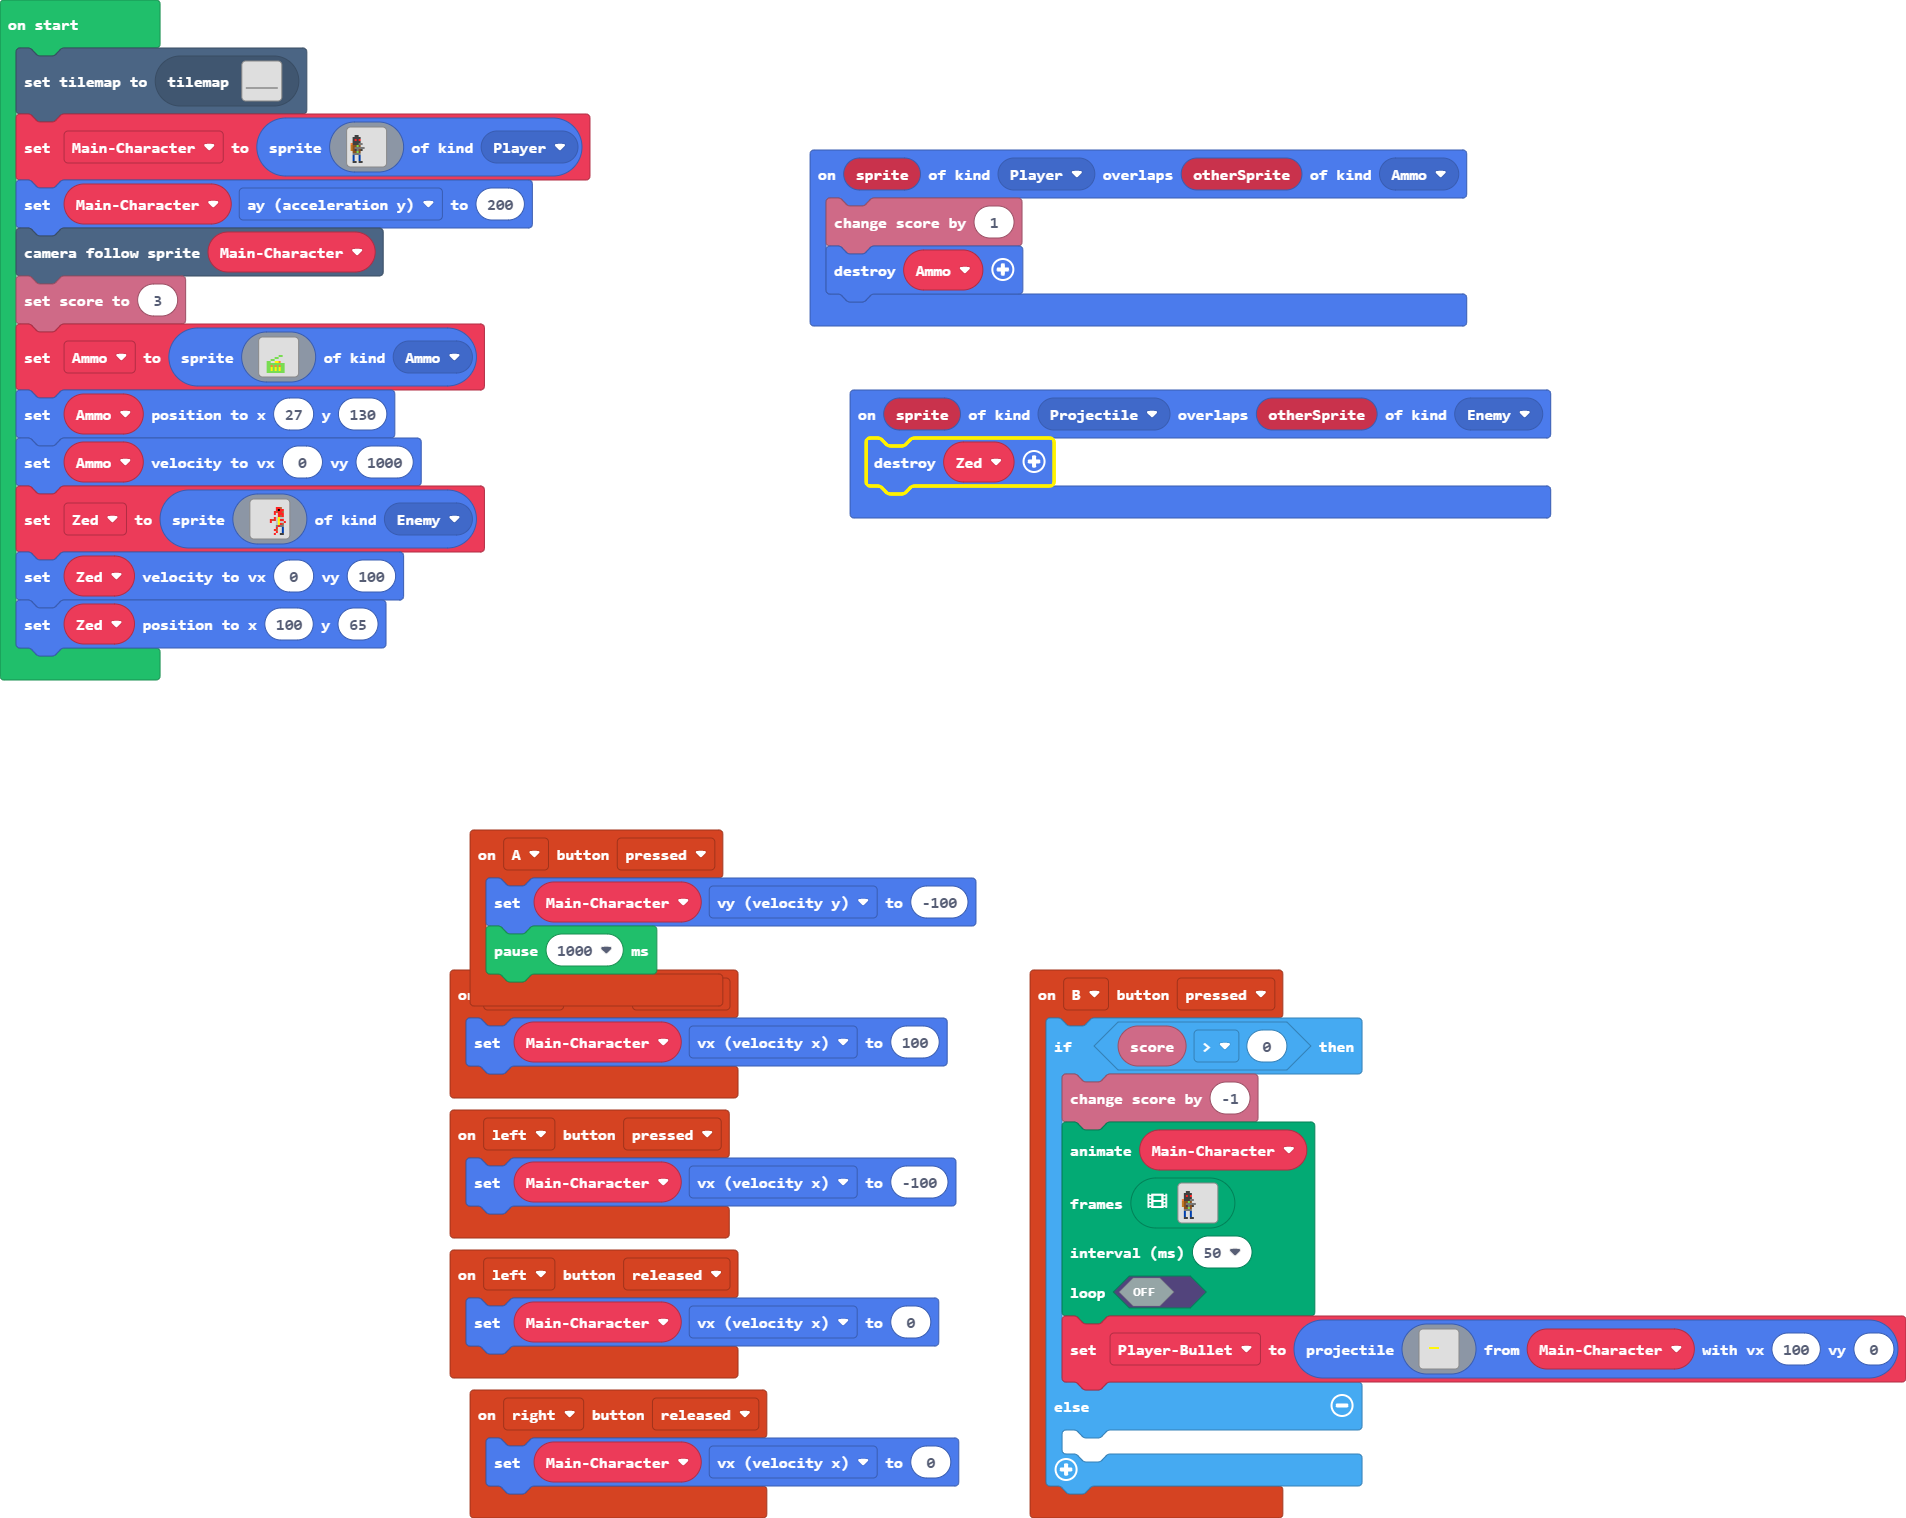 on start
set tilemap to tilemap
set Main-Character to sprite of kind Player
set Main-Character ay (acceleration y) to 200
camera follow sprite Main-Character
set score to 3
set Ammo to sprite of kind Ammo
set Ammo position to x 27 y 130
set Ammo velocity to vx 0 vy 1000
set Zed to sprite of kind Enemy
set Zed velocity to vx 0 vy 100
set Zed position to x 100 y 65
on sprite of kind Player overlaps otherSprite of kind Ammo
change score by 1
destroy Ammo
on sprite of kind Projectile overlaps otherSprite of kind Enemy
destroy Zed
on A button pressed
set Main-Character vy (velocity y) to -100
pause 1000 ms
set Main-Character vx (velocity x) to 100
on left button pressed
set Main-Character vx (velocity x) to -100
on left button released
set Main-Character vx (velocity x) to 0
on right button released
set Main-Character vx (velocity x) to 0
on B button pressed
if score > 0 then
change score by -1
animate Main-Character
frames
interval (ms) 50
loop OFF
set Player-Bullet to projectile from Main-Character with vx 100 vy 0
else